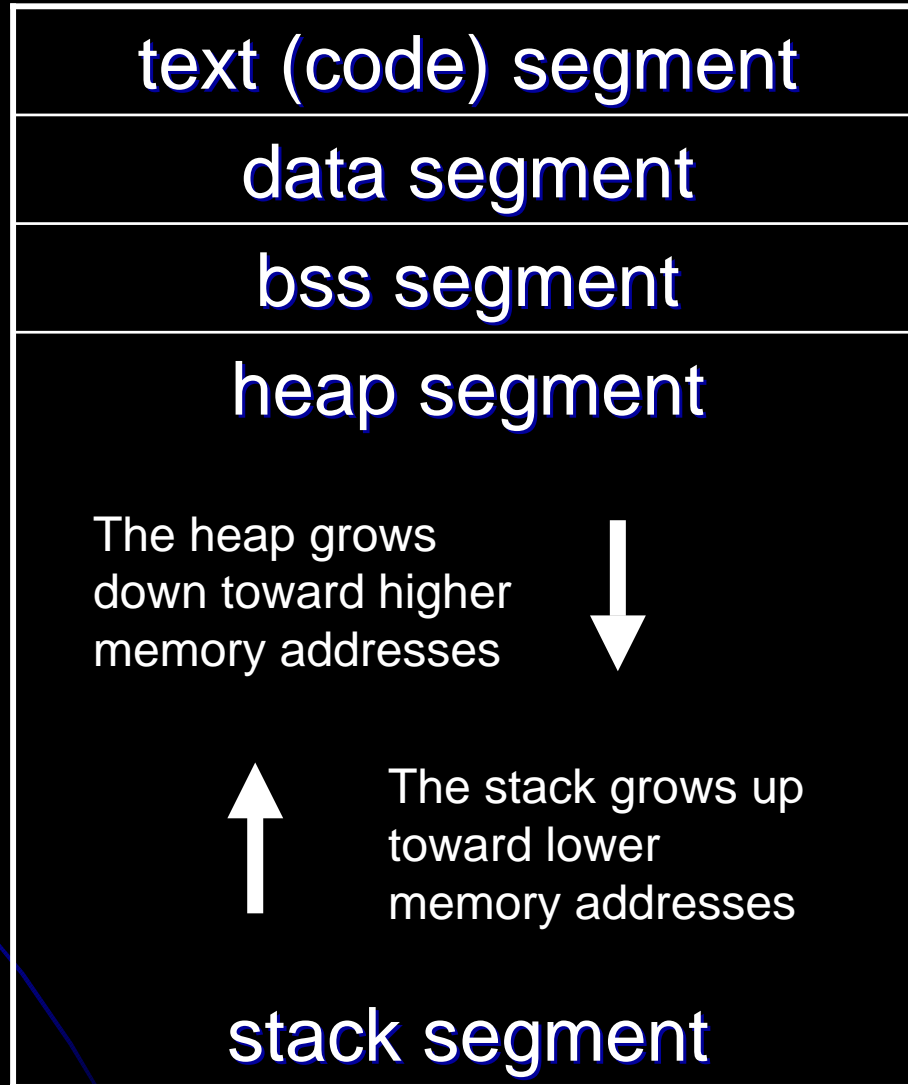 text (code) segment
data segment
bss segment
heap segment
The heap grows
down toward higher
memory addresses
The stack grows up
toward lower
memory addresses
stack segment